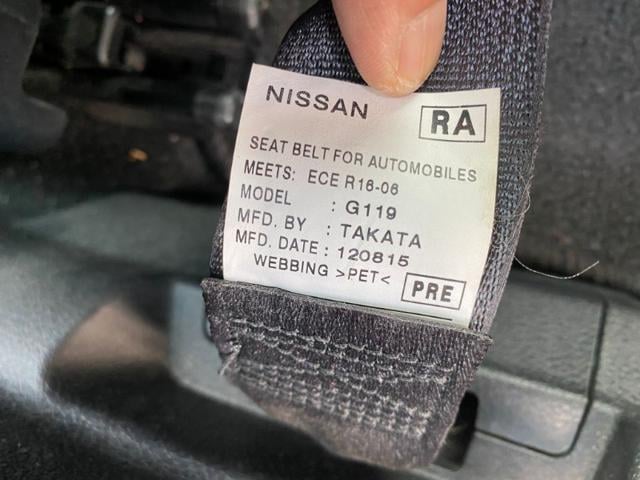 NISSAN RA
SEAT BELT FOR AUTOMOBILES
MEETS: ECE R16-06
MODEL : G119
MFD. BY : TAKATA
MFD. DATE : 120815
WEBBING >PET< PRE